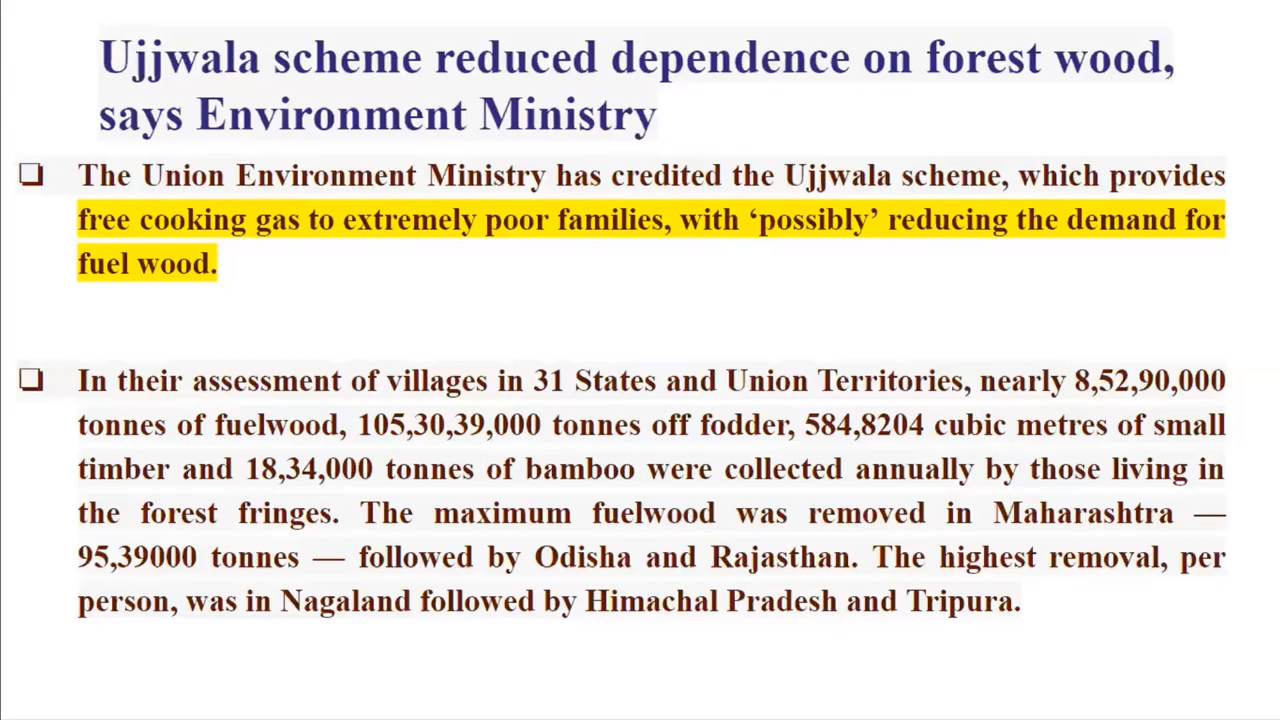 Ujjwala scheme reduced dependence on forest wood,
says Environment Ministry
❑ The Union Environment Ministry has credited the Ujjwala scheme, which provides
free cooking gas to extremely poor families, with ‘possibly’ reducing the demand for
fuel wood.
❑ In their assessment of villages in 31 States and Union Territories, nearly 8,52,90,000
tonnes of fuelwood, 105,30,39,000 tonnes off fodder, 584,8204 cubic metres of small
timber and 18,34,000 tonnes of bamboo were collected annually by those living in
the forest fringes. The maximum fuelwood was removed in Maharashtra —
95,39000 tonnes — followed by Odisha and Rajasthan. The highest removal, per
person, was in Nagaland followed by Himachal Pradesh and Tripura.